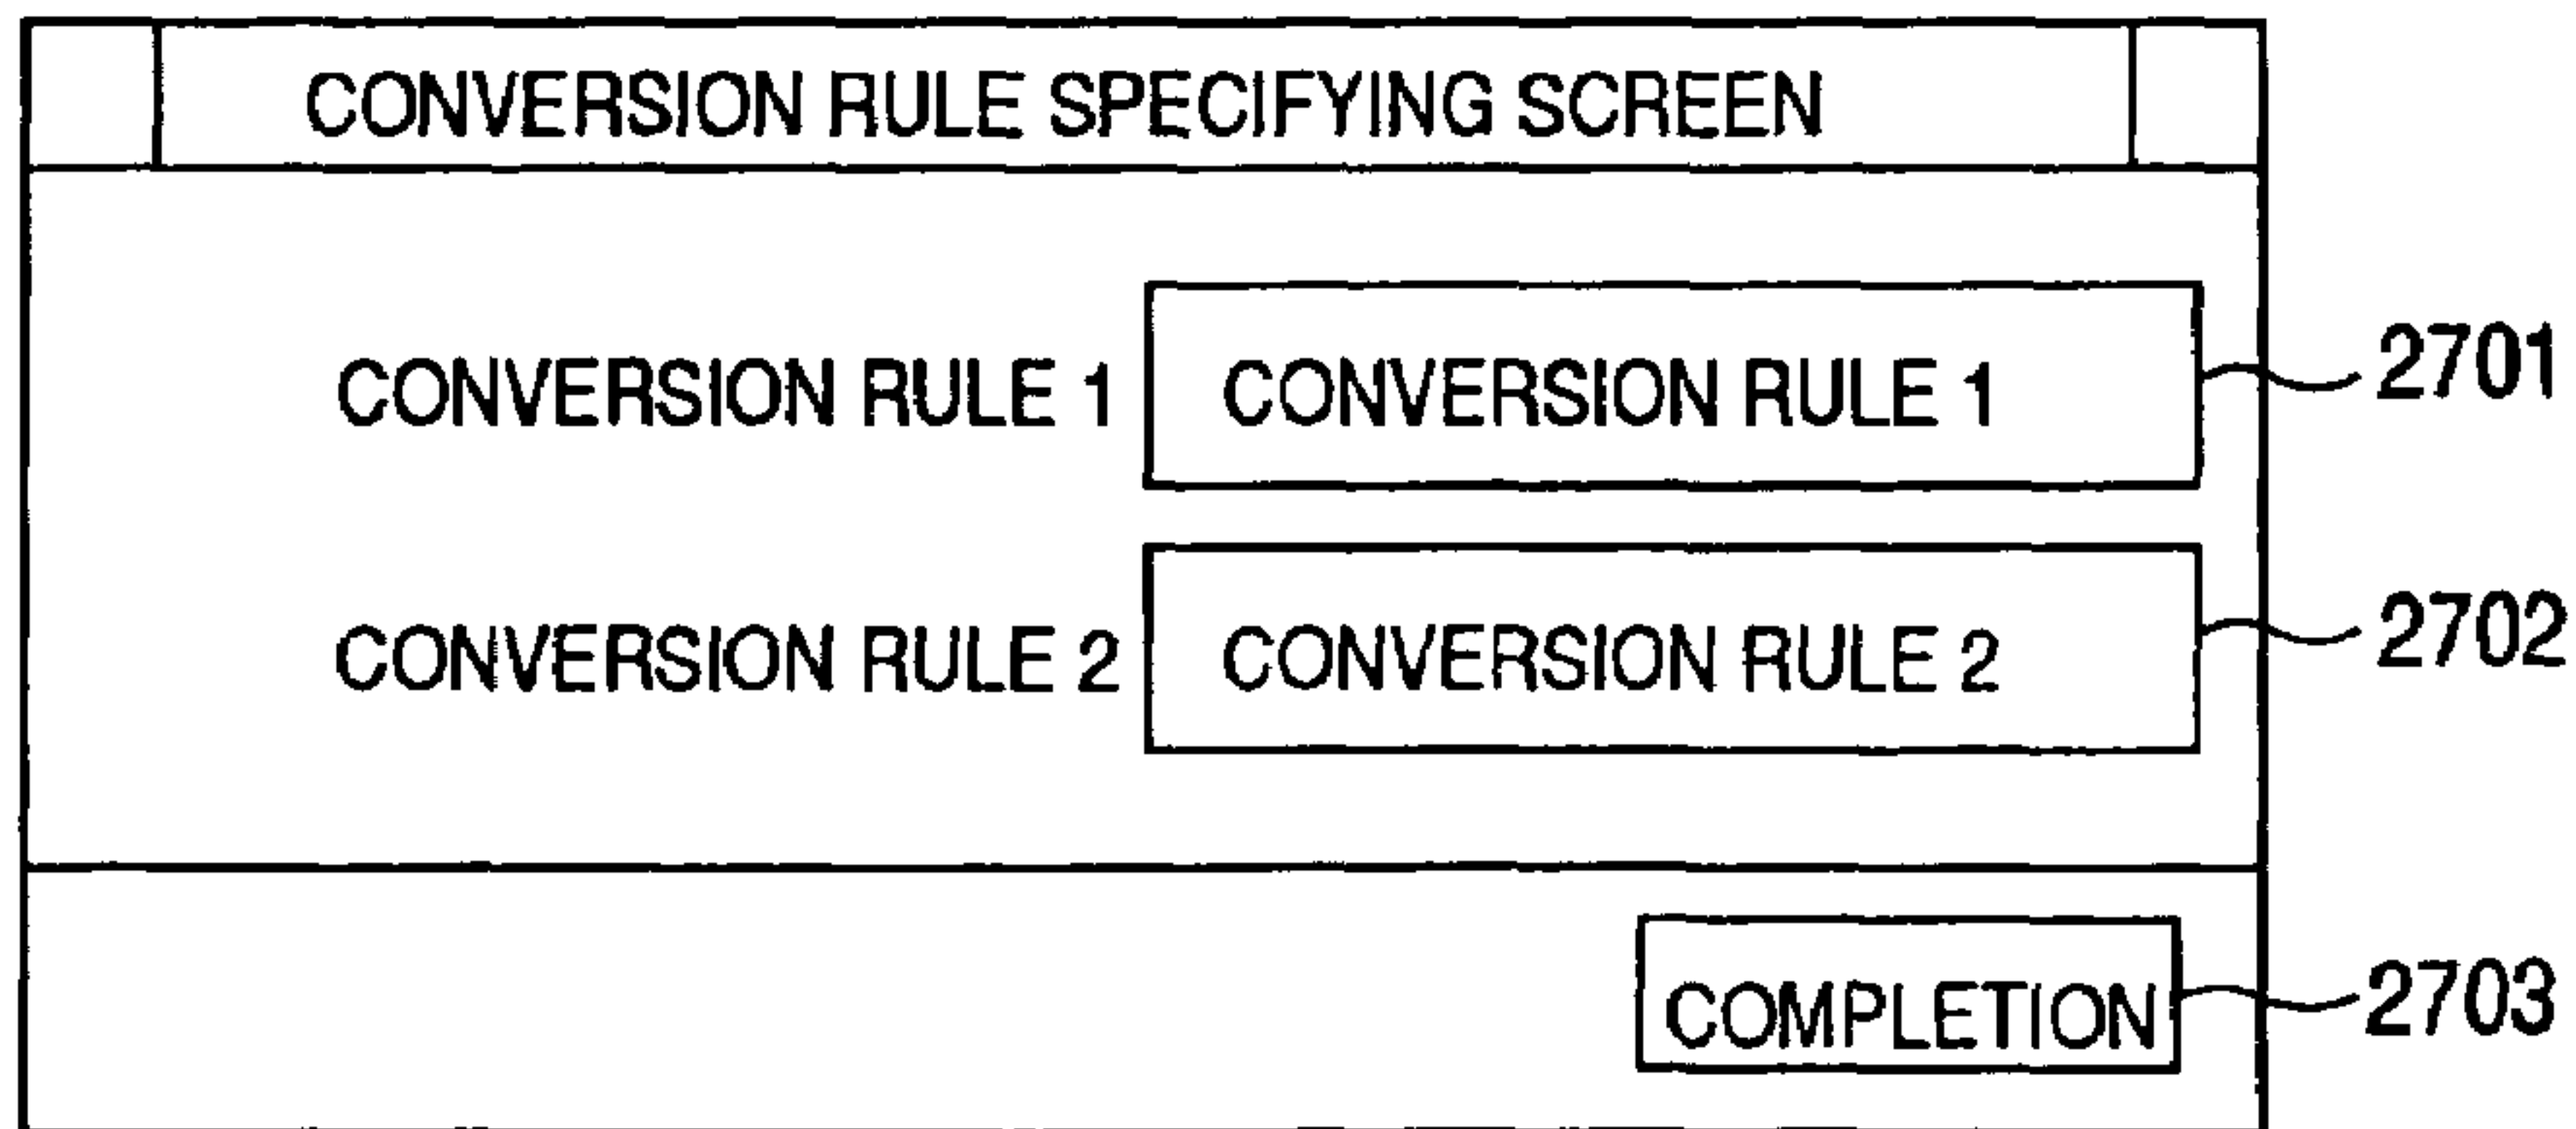 CONVERSION RULE SPECIFYING SCREEN
CONVERSION RULE 1 CONVERSION RULE 1 2701
CONVERSION RULE 2 CONVERSION RULE 2 2702
COMPLETION 2703